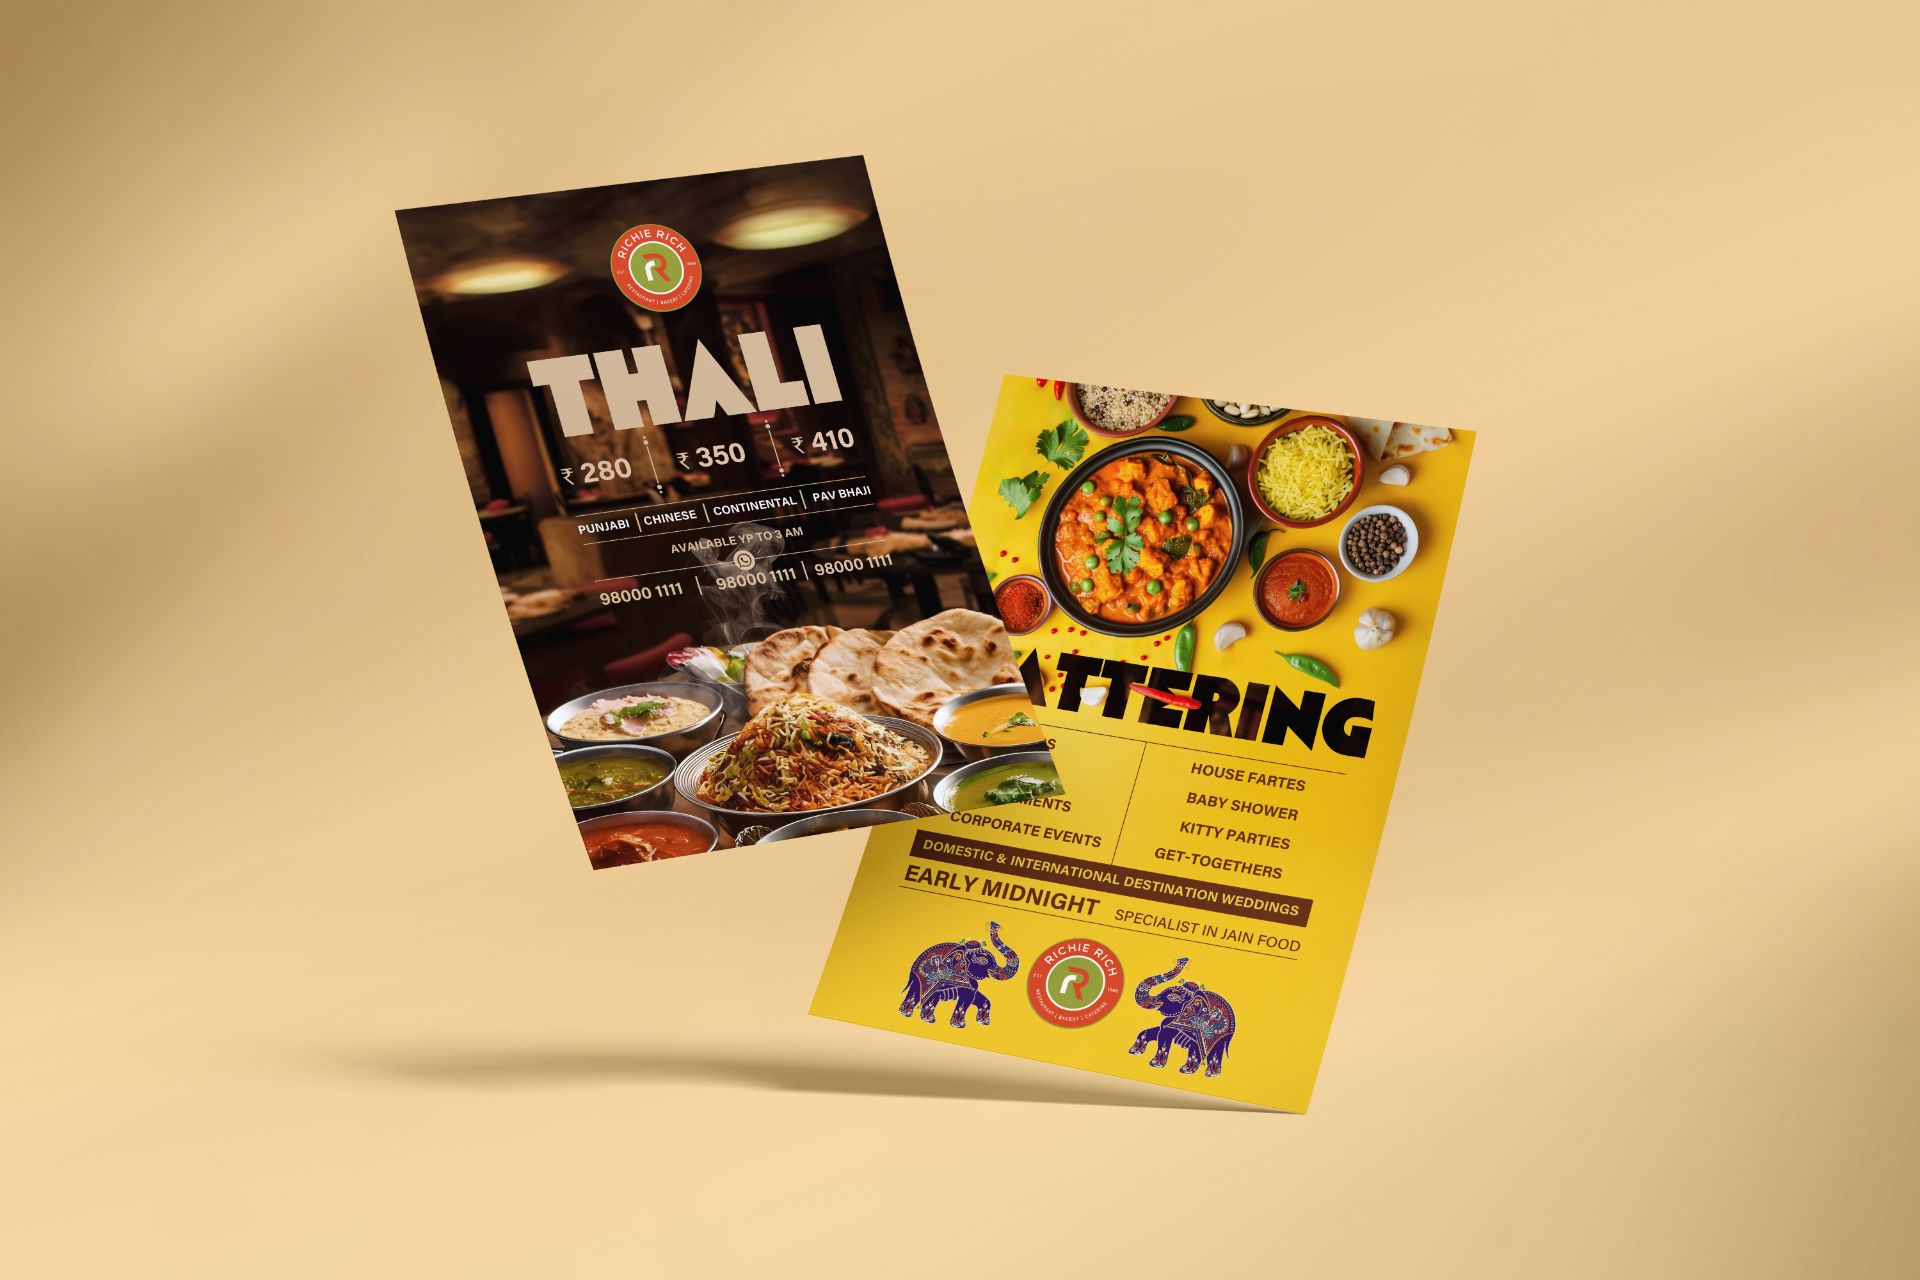 RICHIE RICH
EST. 1989
RESTAURANT | BAKERY | CATERING
THALI
₹ 280 ₹ 350 ₹ 410
PUNJABI | CHINESE | CONTINENTAL | PAV BHAJI
AVAILABLE YP TO 3 AM
98000 1111 | 98000 1111 | 98000 1111
ATTERING
S
MENTS
CORPORATE EVENTS
HOUSE FARTES
BABY SHOWER
KITTY PARTIES
GET-TOGETHERS
DOMESTIC & INTERNATIONAL DESTINATION WEDDINGS
EARLY MIDNIGHT SPECIALIST IN JAIN FOOD
RICHIE RICH
EST. 1989
RESTAURANT | BAKERY | CATERING